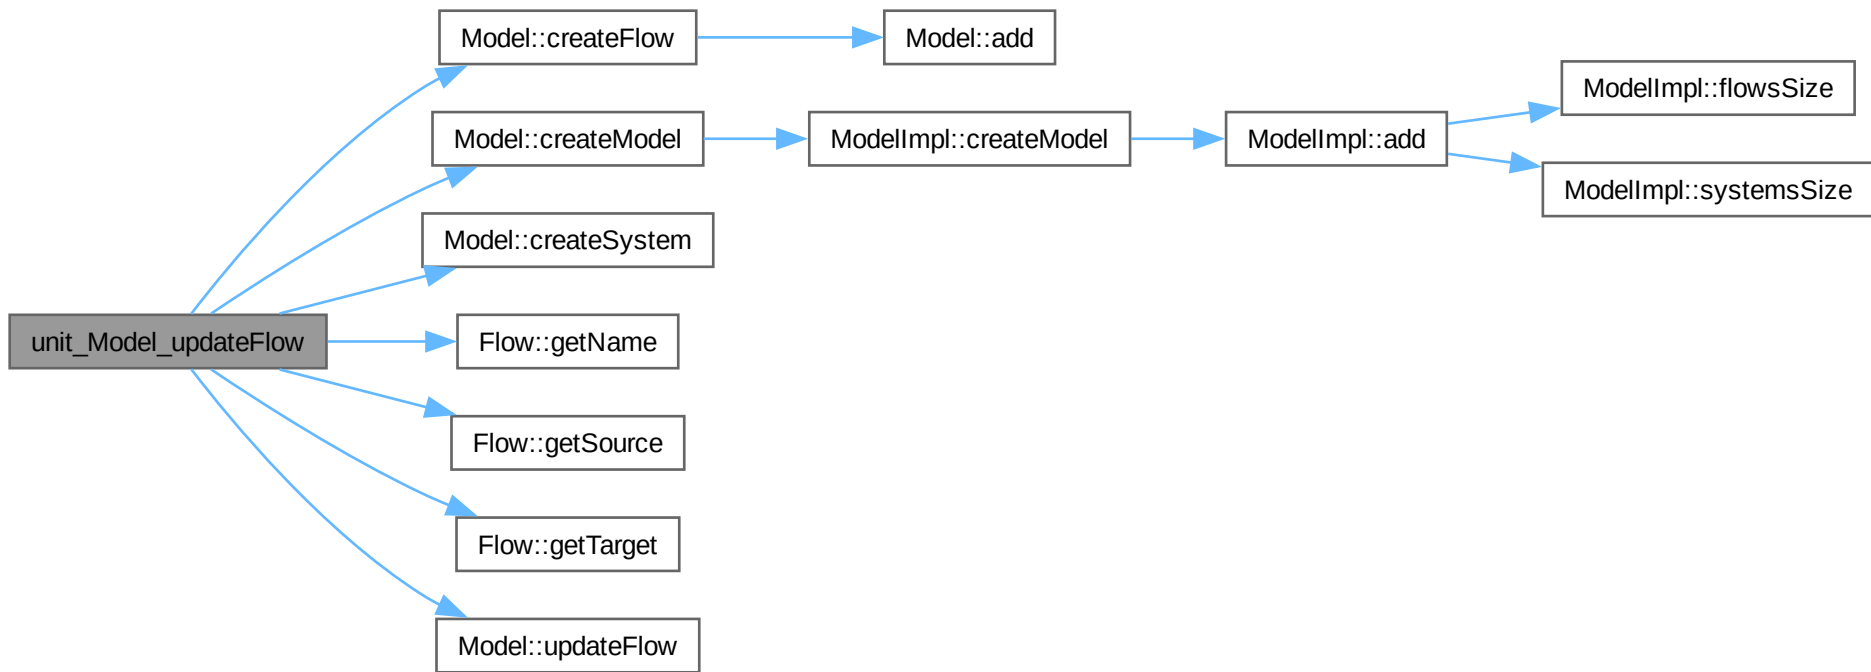 Model::createFlow
Model::add
ModelImpl::flowsSize
Model::createModel
ModelImpl::createModel
ModelImpl::add
ModelImpl::systemsSize
Model::createSystem
unit_Model_updateFlow
Flow::getName
Flow::getSource
Flow::getTarget
Model::updateFlow